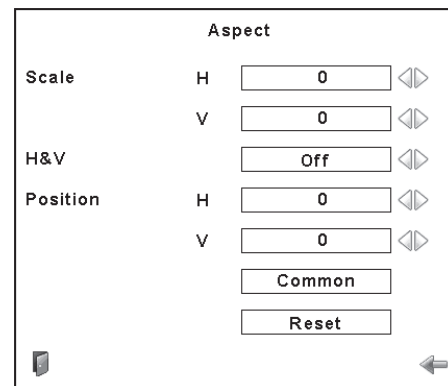 Aspect
Scale H 0
V 0
H&V Off
Position H 0
V 0
Common
Reset